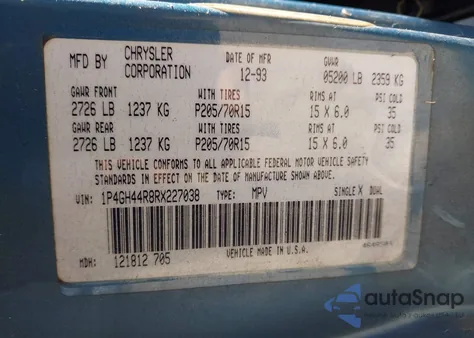 MFD BY CHRYSLER CORPORATION DATE OF MFR 12-93 GVWR 05200 LB 2359 KG
GAWR FRONT WITH TIRES RIMS AT PSI COLD
2726 LB 1237 KG P205/70R15 15 X 6.0 35
GAWR REAR WITH TIRES RIMS AT PSI COLD
2726 LB 1237 KG P205/70R15 15 X 6.0 35
THIS VEHICLE CONFORMS TO ALL APPLICABLE FEDERAL MOTOR VEHICLE SAFETY
STANDARDS IN EFFECT ON THE DATE OF MANUFACTURE SHOWN ABOVE.
VIN: 1P4GH44R8RX227038 TYPE: MPV SINGLE X DUAL
MDH: 121812 705 VEHICLE MADE IN U.S.A.
autoSnap